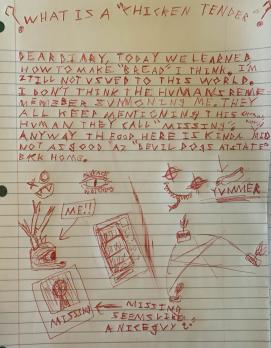 ? WHAT IS A "CHICKEN TENDER" ?
DEAR DIARY, TODAY WE LEARNED
HOW TO MAKE "BREAD" I THINK. I'M
STILL NOT USED TO THIS WORLD.
I DON'T THINK THE HUMANS REME-
MEMBER SUMMONING ME. THEY
ALL KEEP MENTIONING THIS
HUMAN THEY CALL "MISSING".
ANYWAY THE FOOD HERE IS KINDA MID
NOT AS GOOD AZ "DEVIL DOGS AT STATE"
BACK HOME.
ME!!
YUMMER
MISSING
MISSING
SEEMS LIKE
A NICE GUY